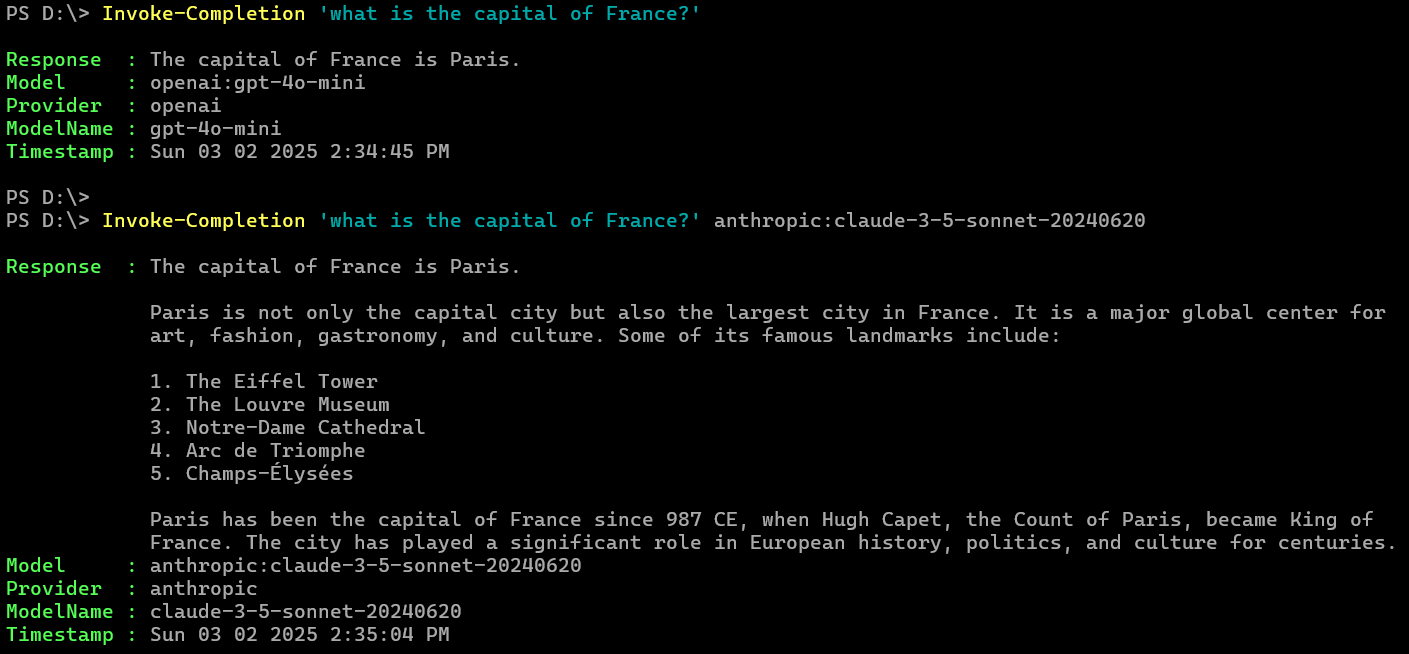 PS D:\> Invoke-Completion 'what is the capital of France?'
Response  : The capital of France is Paris.
Model     : openai:gpt-4o-mini
Provider  : openai
ModelName : gpt-4o-mini
Timestamp : Sun 03 02 2025 2:34:45 PM
PS D:\>
PS D:\> Invoke-Completion 'what is the capital of France?' anthropic:claude-3-5-sonnet-20240620
Response  : The capital of France is Paris.
Paris is not only the capital city but also the largest city in France. It is a major global center for
art, fashion, gastronomy, and culture. Some of its famous landmarks include:
1. The Eiffel Tower
2. The Louvre Museum
3. Notre-Dame Cathedral
4. Arc de Triomphe
5. Champs-Élysées
Paris has been the capital of France since 987 CE, when Hugh Capet, the Count of Paris, became King of
France. The city has played a significant role in European history, politics, and culture for centuries.
Model     : anthropic:claude-3-5-sonnet-20240620
Provider  : anthropic
ModelName : claude-3-5-sonnet-20240620
Timestamp : Sun 03 02 2025 2:35:04 PM